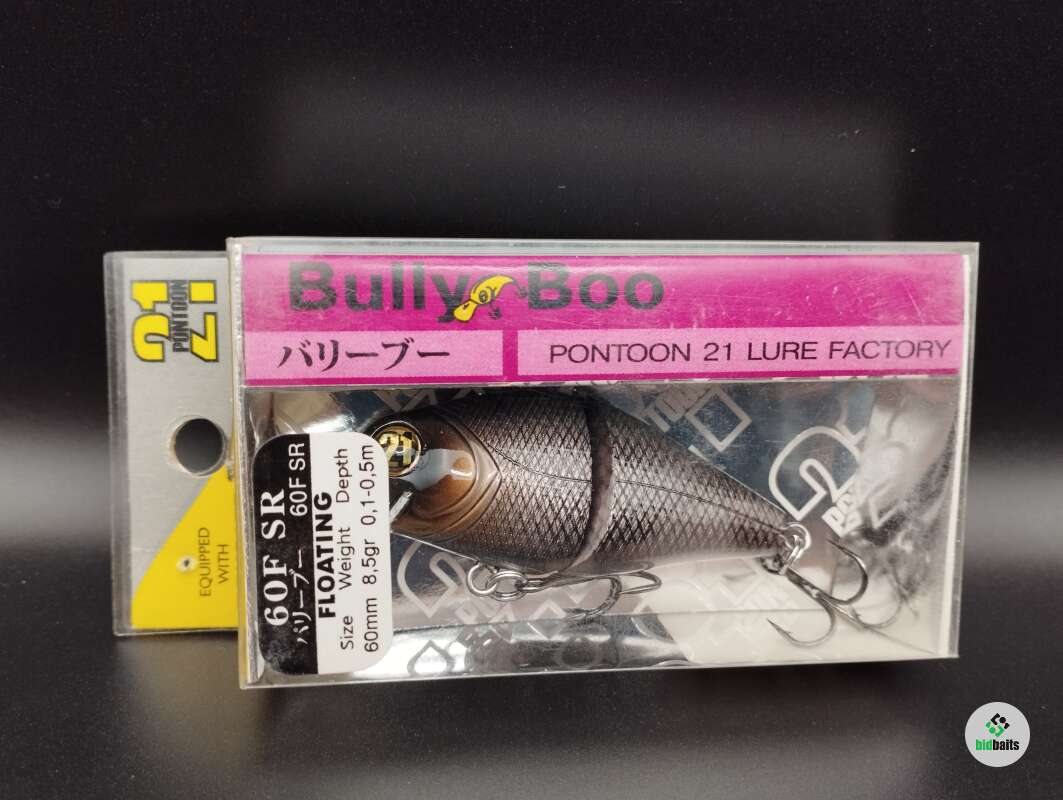 Bully Boo
バリーブー
PONTOON 21 LURE FACTORY
21
PONTOON
EQUIPPED
WITH
60F SR
バリーブー 60F SR
FLOATING
Size Weight Depth
60mm 8,5gr 0,1-0,5m
21
bidbaits